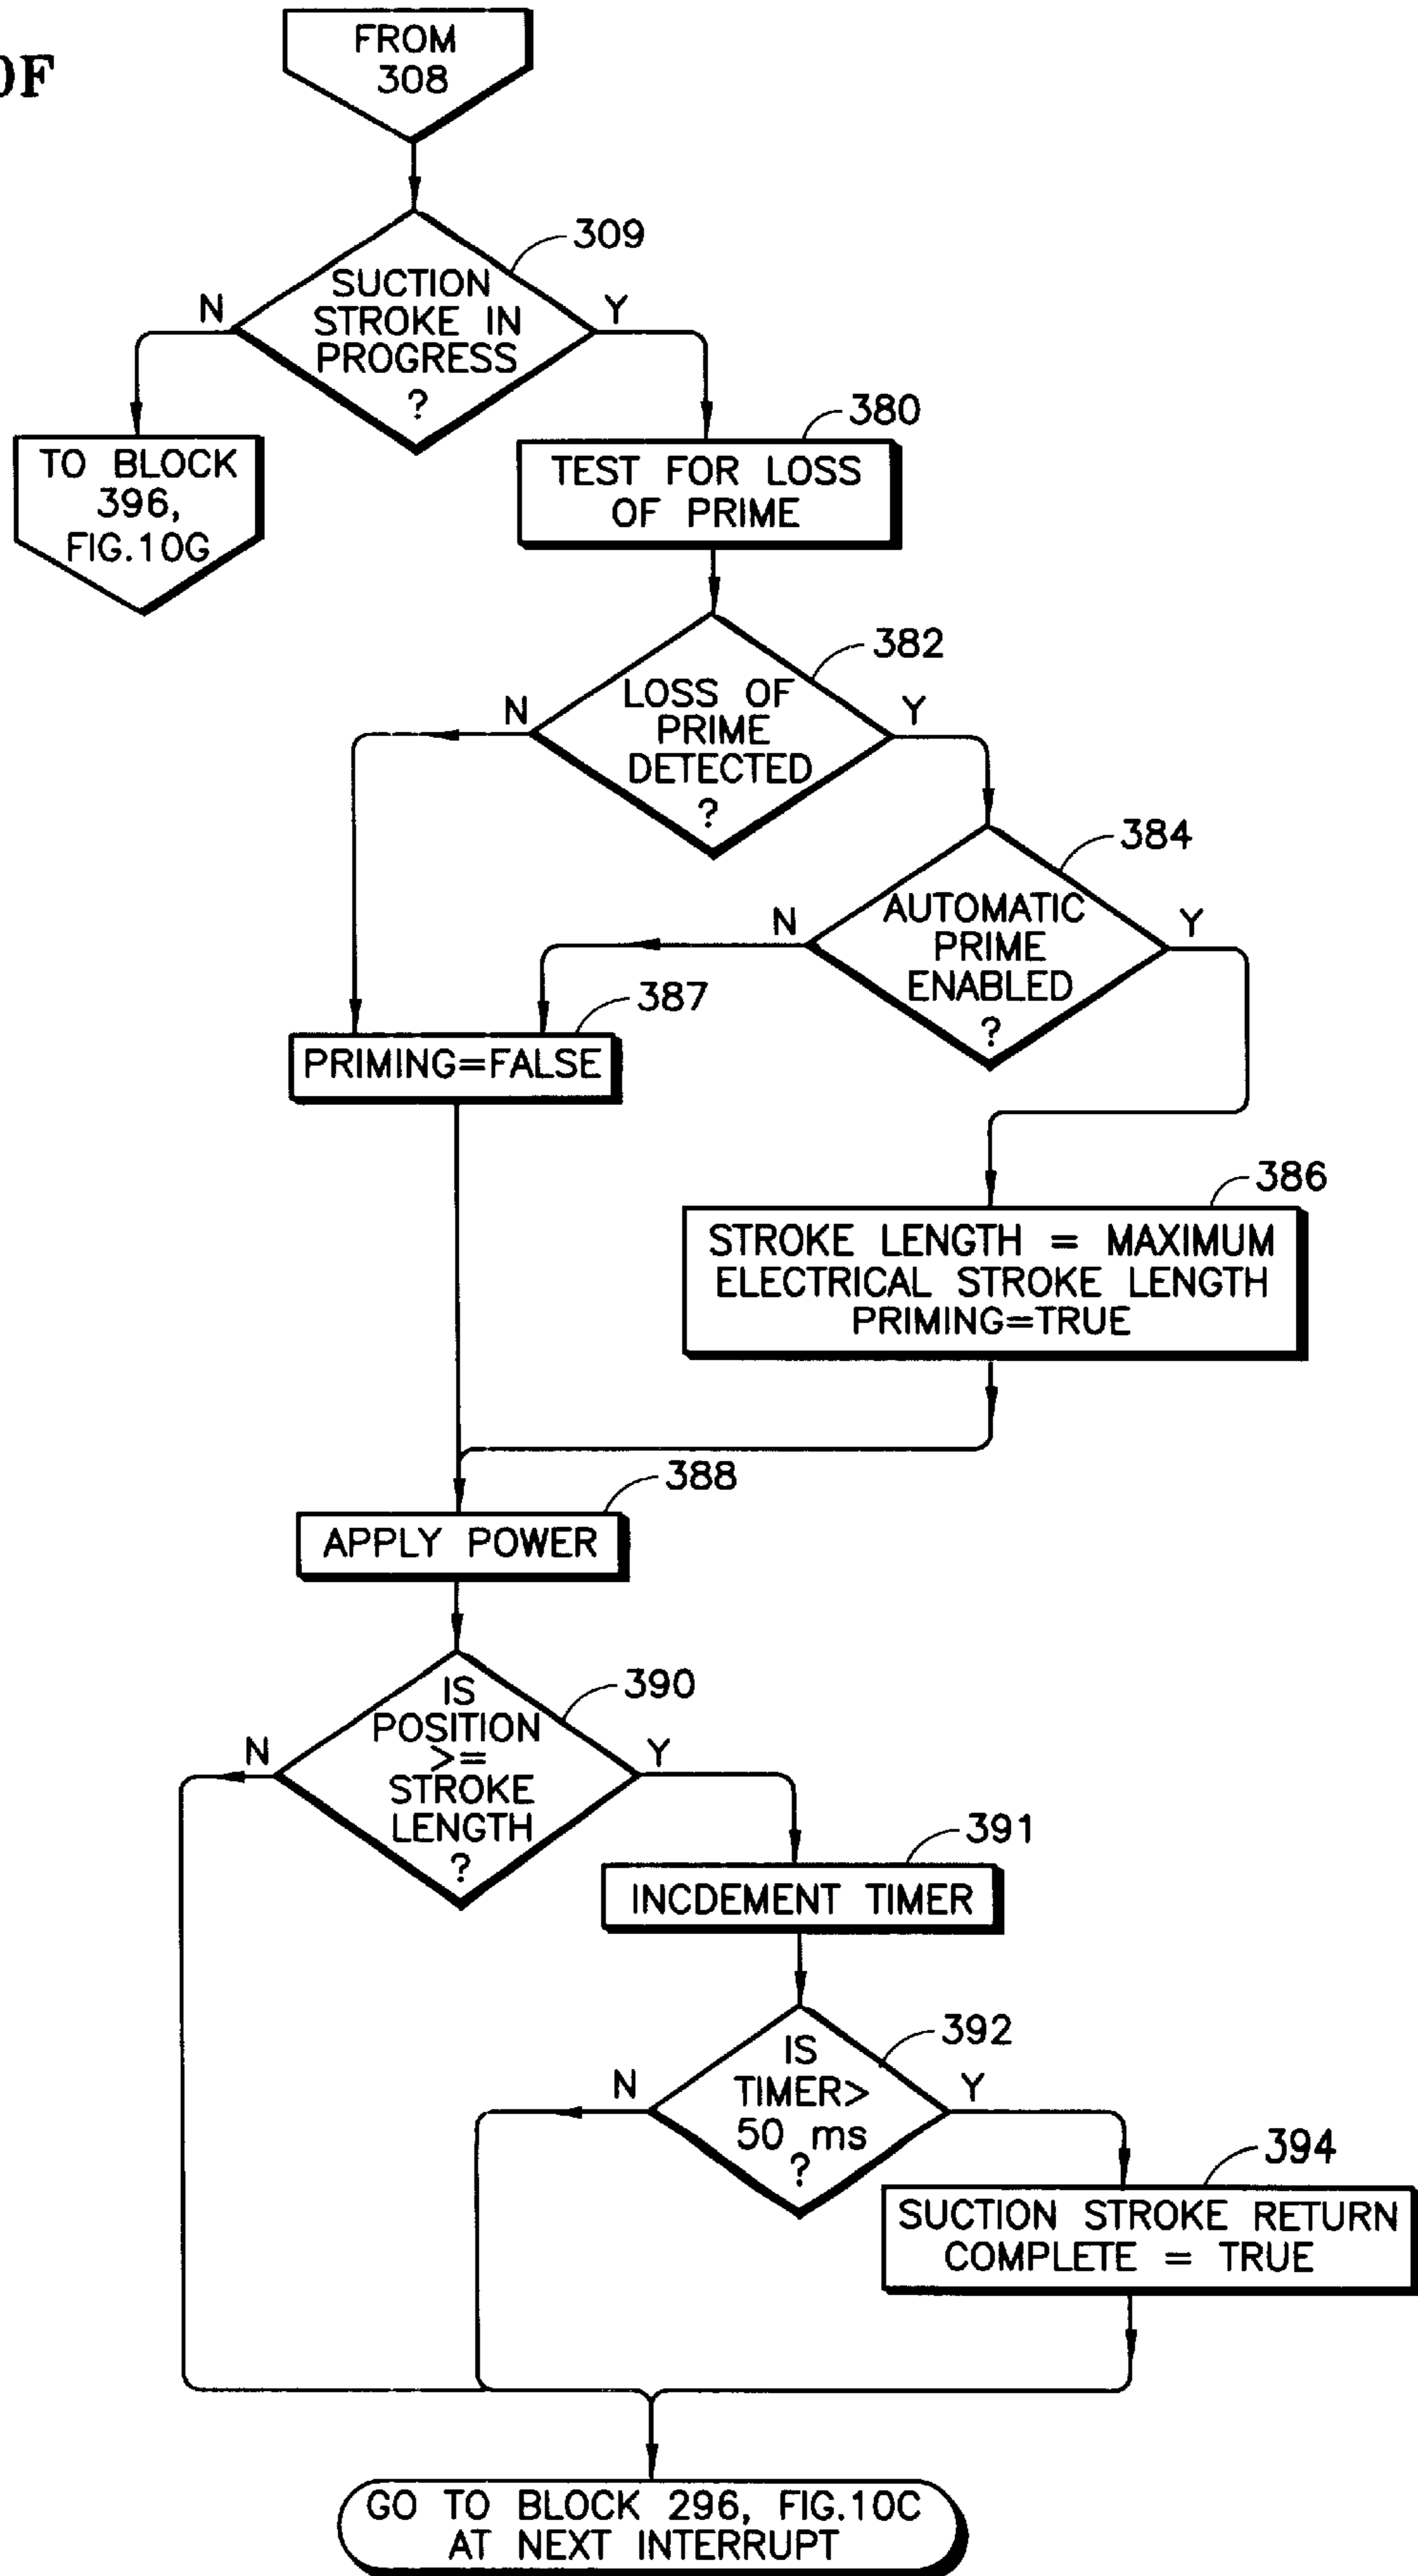 0F
FROM
308
309
SUCTION
STROKE IN
PROGRESS
?
N
Y
TO BLOCK
396,
FIG.10G
380
TEST FOR LOSS
OF PRIME
382
LOSS OF
PRIME
DETECTED
?
N
Y
384
AUTOMATIC
PRIME
ENABLED
?
N
Y
387
PRIMING=FALSE
386
STROKE LENGTH = MAXIMUM
ELECTRICAL STROKE LENGTH
PRIMING=TRUE
388
APPLY POWER
390
IS
POSITION
>=
STROKE
LENGTH
?
N
Y
391
INCDEMENT TIMER
392
IS
TIMER>
50 ms
?
N
Y
394
SUCTION STROKE RETURN
COMPLETE = TRUE
GO TO BLOCK 296, FIG.10C
AT NEXT INTERRUPT